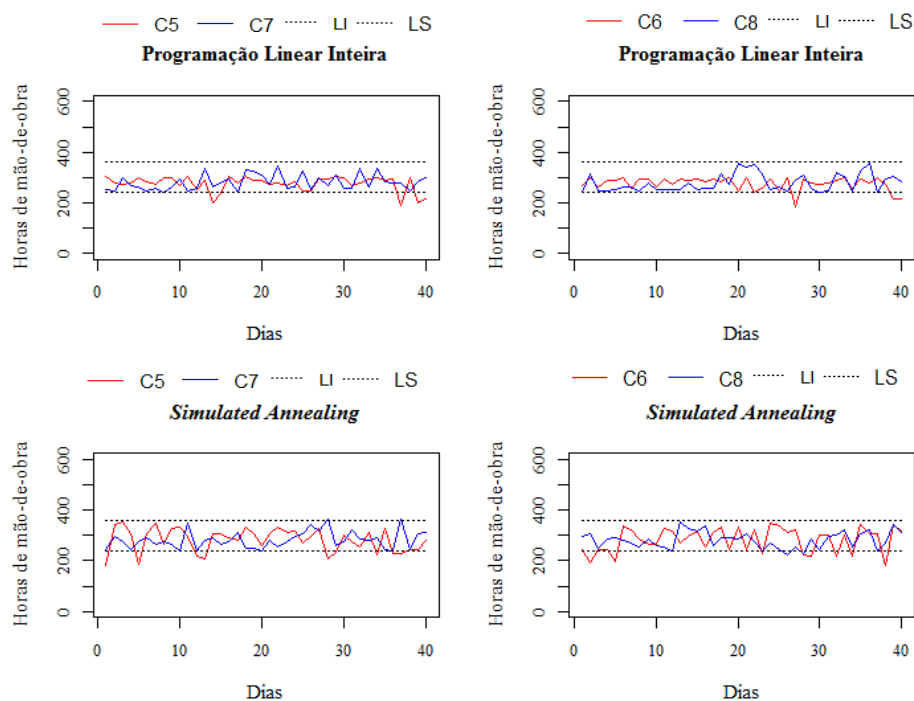 C5 C7 LI LS
Programação Linear Inteira
Horas de mão-de-obra
600
400
200
0
0 10 20 30 40
Dias
C6 C8 LI LS
Programação Linear Inteira
Horas de mão-de-obra
600
400
200
0
0 10 20 30 40
Dias
C5 C7 LI LS
Simulated Annealing
Horas de mão-de-obra
600
400
200
0
0 10 20 30 40
Dias
C6 C8 LI LS
Simulated Annealing
Horas de mão-de-obra
600
400
200
0
0 10 20 30 40
Dias